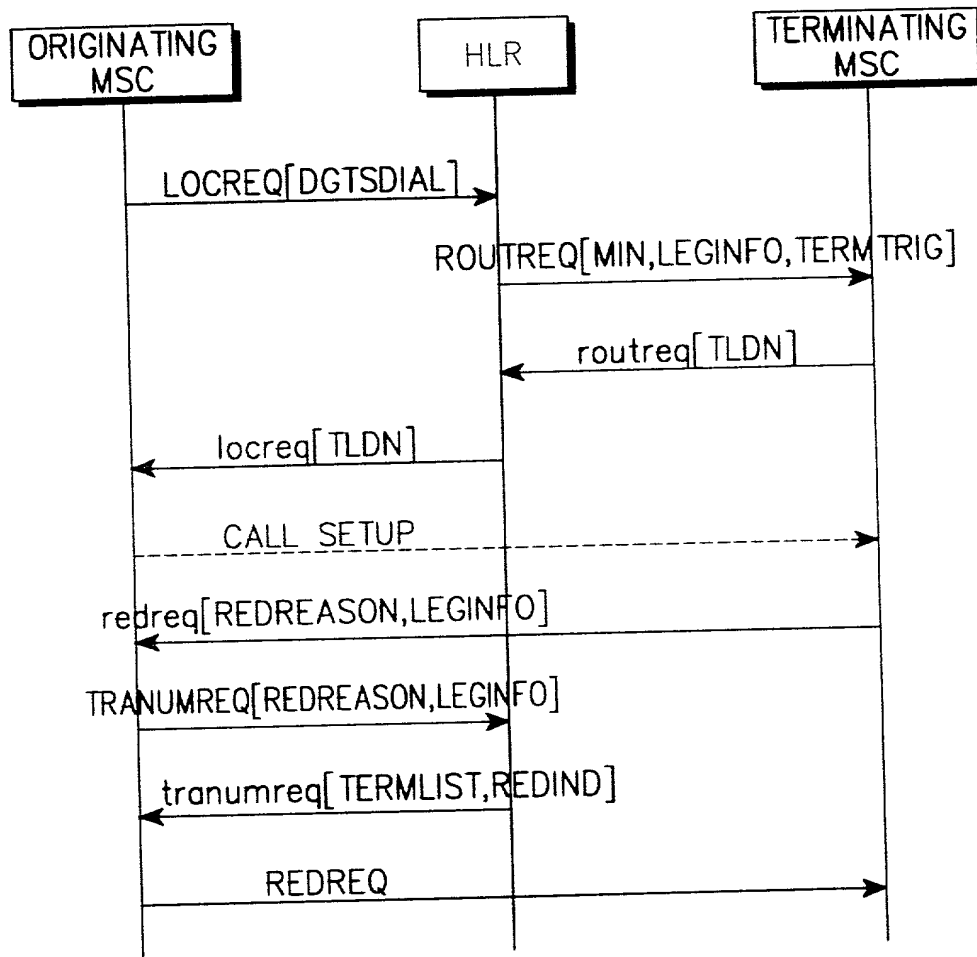 ORIGINATING
MSC
HLR
TERMINATING
MSC
LOCREQ[DGTSDIAL]
ROUTREQ[MIN,LEGINFO,TERMTRIG]
routreq[TLDN]
locreq[TLDN]
CALL SETUP
redreq[REDREASON,LEGINFO]
TRANUMREQ[REDREASON,LEGINFO]
tranumreq[TERMLIST,REDIND]
REDREQ